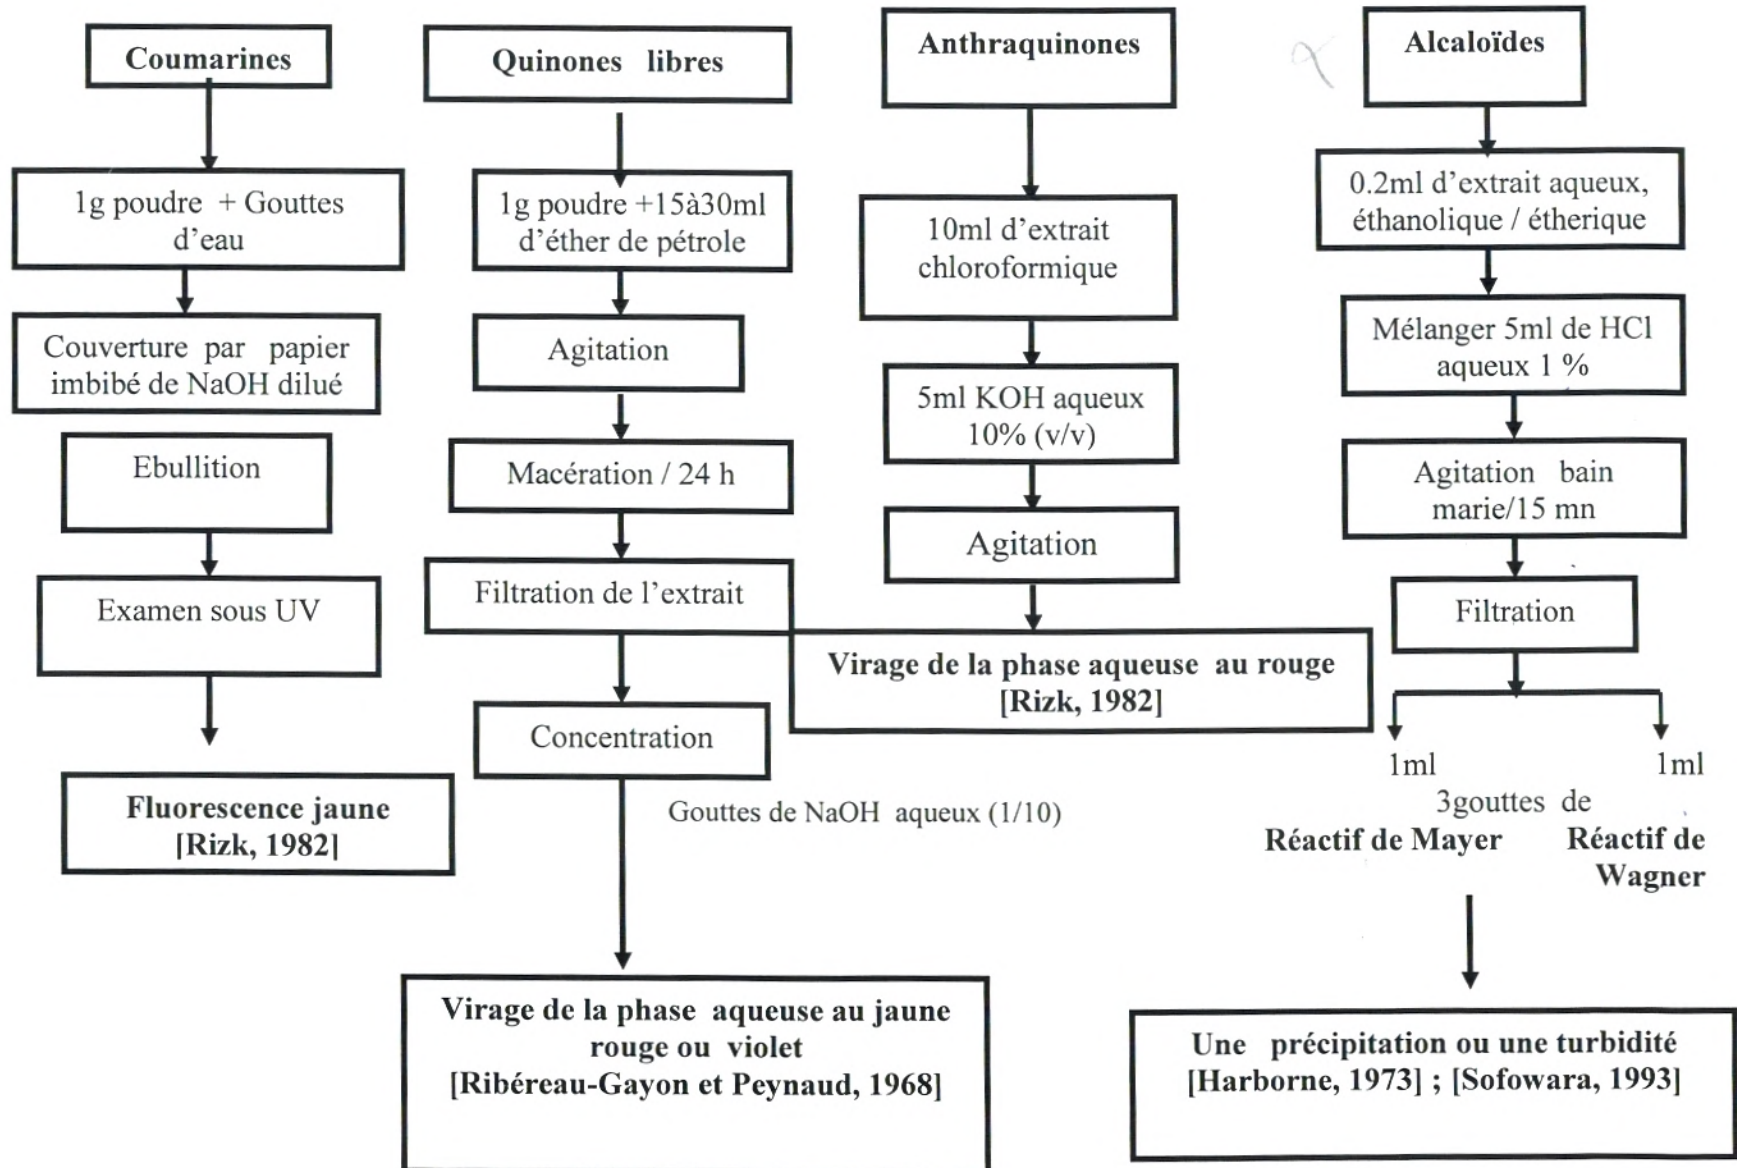 Coumarines
1g poudre + Gouttes
d'eau
Couverture par papier
imbibé de NaOH dilué
Ebullition
Examen sous UV
Fluorescence jaune
[Rizk, 1982]
Quinones libres
1g poudre +15à30ml
d'éther de pétrole
Agitation
Macération / 24 h
Filtration de l'extrait
Concentration
Gouttes de NaOH aqueux (1/10)
Virage de la phase aqueuse au jaune
rouge ou violet
[Ribéreau-Gayon et Peynaud, 1968]
Anthraquinones
10ml d'extrait
chloroformique
5ml KOH aqueux
10% (v/v)
Agitation
Virage de la phase aqueuse au rouge
[Rizk, 1982]
Alcaloïdes
0.2ml d'extrait aqueux,
éthanolique / étherique
Mélanger 5ml de HCl
aqueux 1 %
Agitation bain
marie/15 mn
Filtration
1ml 1ml
3gouttes de
Réactif de Mayer Réactif de
Wagner
Une précipitation ou une turbidité
[Harborne, 1973] ; [Sofowara, 1993]